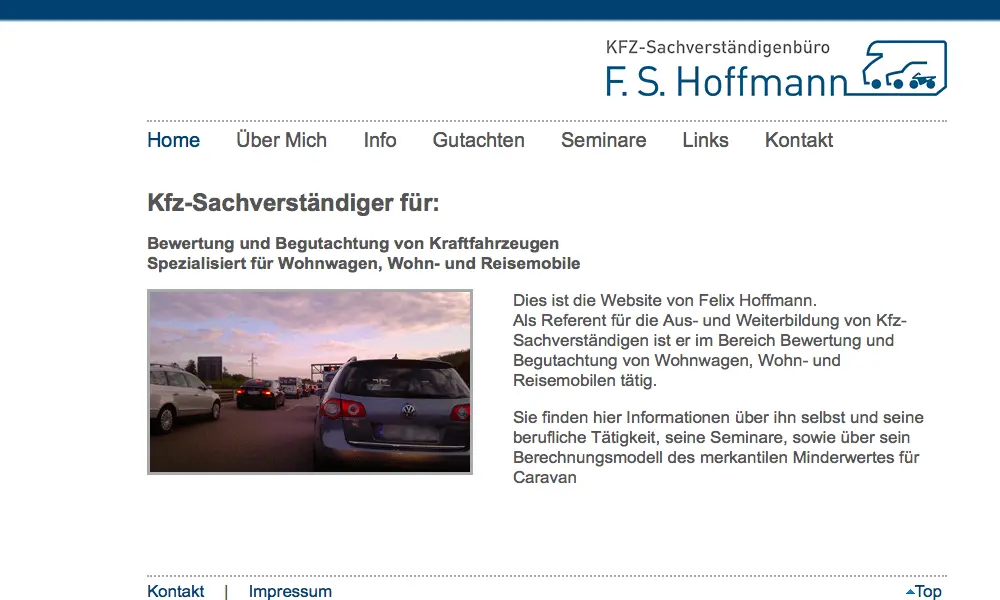 KFZ-Sachverständigenbüro
F. S. Hoffmann
Home Über Mich Info Gutachten Seminare Links Kontakt
Kfz-Sachverständiger für:
Bewertung und Begutachtung von Kraftfahrzeugen
Spezialisiert für Wohnwagen, Wohn- und Reisemobile
Dies ist die Website von Felix Hoffmann.
Als Referent für die Aus- und Weiterbildung von Kfz-
Sachverständigen ist er im Bereich Bewertung und
Begutachtung von Wohnwagen, Wohn- und
Reisemobilen tätig.
Sie finden hier Informationen über ihn selbst und seine
berufliche Tätigkeit, seine Seminare, sowie über sein
Berechnungsmodell des merkantilen Minderwertes für
Caravan
Kontakt | Impressum Top